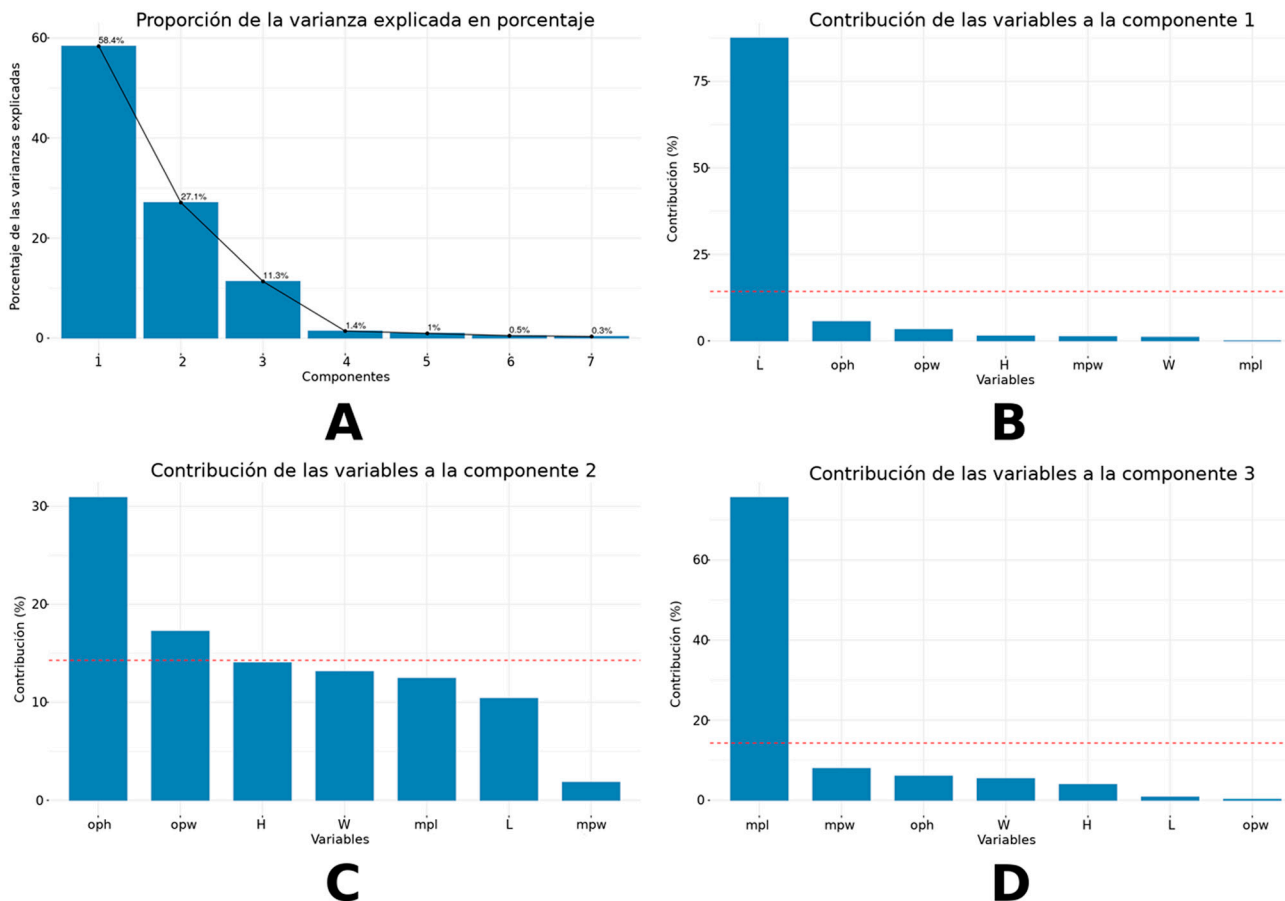 Proporción de la varianza explicada en porcentaje
Porcentaje de las varianzas explicadas
60
40
20
0
58.4%
27.1%
11.3%
1.4%
1%
0.5%
0.3%
1 2 3 4 5 6 7
Componentes
A
Contribución de las variables a la componente 1
Contribución (%)
75
50
25
0
L oph opw H mpw W mpl
Variables
B
Contribución de las variables a la componente 2
Contribución (%)
30
20
10
0
oph opw H W mpl L mpw
Variables
C
Contribución de las variables a la componente 3
Contribución (%)
60
40
20
0
mpl mpw oph W H L opw
Variables
D